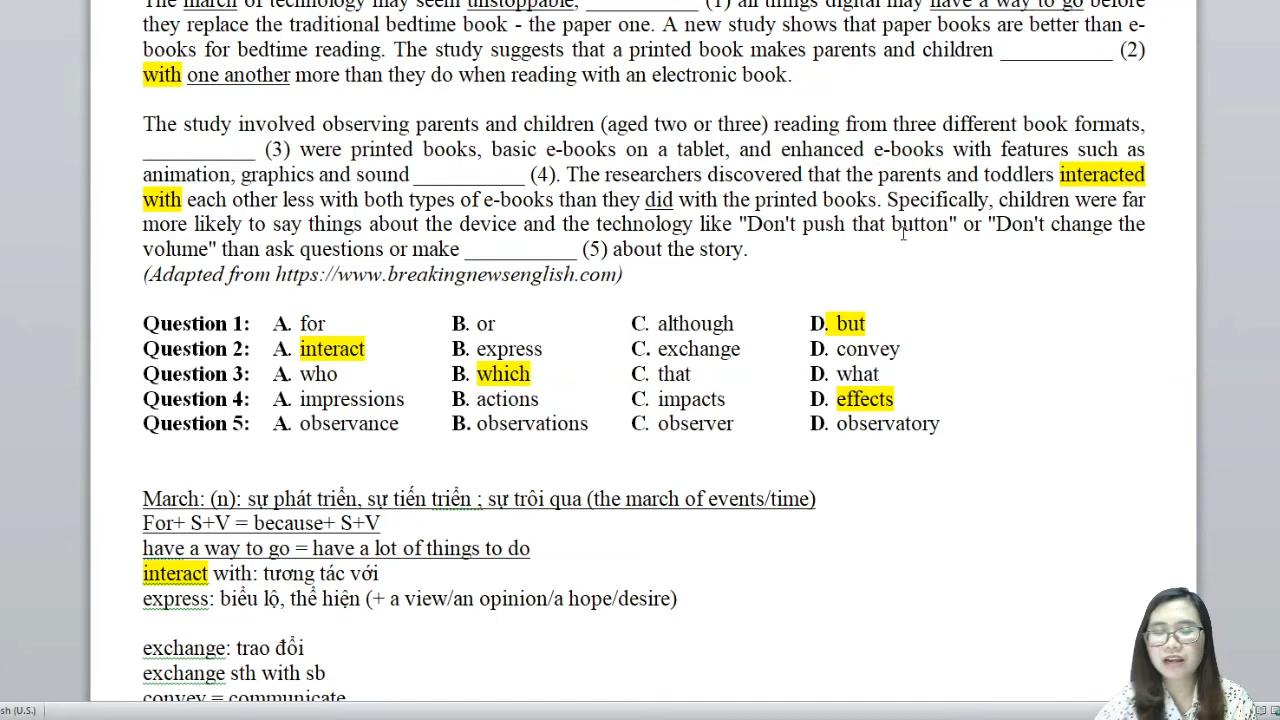 The march of technology may seem unstoppable, ___________ (1) all things digital may have a way to go before
they replace the traditional bedtime book - the paper one. A new study shows that paper books are better than e-
books for bedtime reading. The study suggests that a printed book makes parents and children ___________ (2)
with one another more than they do when reading with an electronic book.
The study involved observing parents and children (aged two or three) reading from three different book formats,
___________ (3) were printed books, basic e-books on a tablet, and enhanced e-books with features such as
animation, graphics and sound ___________ (4). The researchers discovered that the parents and toddlers interacted
with each other less with both types of e-books than they did with the printed books. Specifically, children were far
more likely to say things about the device and the technology like "Don't push that button" or "Don't change the
volume" than ask questions or make ___________ (5) about the story.
(Adapted from https://www.breakingnewsenglish.com)
Question 1: A. for B. or C. although D. but
Question 2: A. interact B. express C. exchange D. convey
Question 3: A. who B. which C. that D. what
Question 4: A. impressions B. actions C. impacts D. effects
Question 5: A. observance B. observations C. observer D. observatory
March: (n): sự phát triển, sự tiến triển ; sự trôi qua (the march of events/time)
For+ S+V = because+ S+V
have a way to go = have a lot of things to do
interact with: tương tác với
express: biểu lộ, thể hiện (+ a view/an opinion/a hope/desire)
exchange: trao đổi
exchange sth with sb
convey = communicate
sh (U.S.)